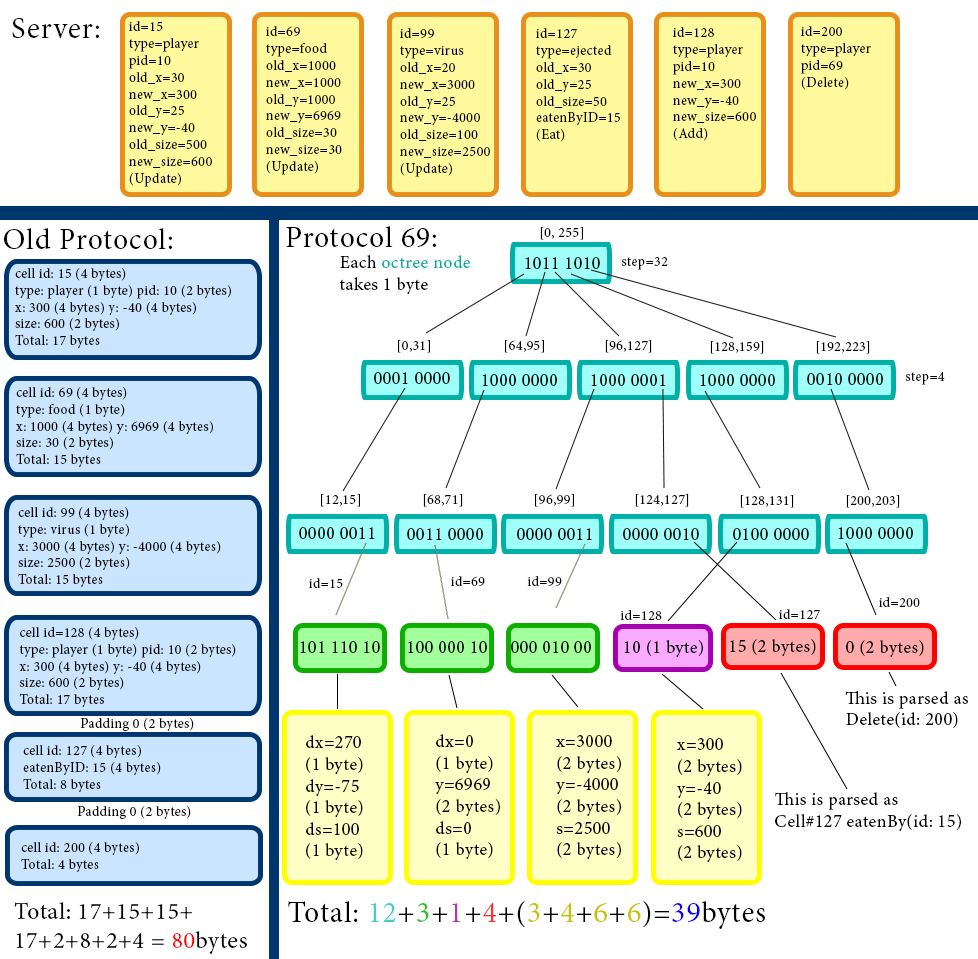 Server:
id=15
type=player
pid=10
old_x=30
new_x=300
old_y=25
new_y=-40
old_size=500
new_size=600
(Update)
id=69
type=food
old_x=1000
new_x=1000
old_y=1000
new_y=6969
old_size=30
new_size=30
(Update)
id=99
type=virus
old_x=20
new_x=3000
old_y=25
new_y=-4000
old_size=100
new_size=2500
(Update)
id=127
type=ejected
old_x=30
old_y=25
old_size=50
eatenByID=15
(Eat)
id=128
type=player
pid=10
new_x=300
new_y=-40
new_size=600
(Add)
id=200
type=player
pid=69
(Delete)
Old Protocol:
cell id: 15 (4 bytes)
type: player (1 byte) pid: 10 (2 bytes)
x: 300 (4 bytes) y: -40 (4 bytes)
size: 600 (2 bytes)
Total: 17 bytes
cell id: 69 (4 bytes)
type: food (1 byte)
x: 1000 (4 bytes) y: 6969 (4 bytes)
size: 30 (2 bytes)
Total: 15 bytes
cell id: 99 (4 bytes)
type: virus (1 byte)
x: 3000 (4 bytes) y: -4000 (4 bytes)
size: 2500 (2 bytes)
Total: 15 bytes
cell id=128 (4 bytes)
type: player (1 byte) pid: 10 (2 bytes)
x: 300 (4 bytes) y: -40 (4 bytes)
size: 600 (2 bytes)
Total: 17 bytes
Padding 0 (2 bytes)
cell id: 127 (4 bytes)
eatenByID: 15 (4 bytes)
Total: 8 bytes
Padding 0 (2 bytes)
cell id: 200 (4 bytes)
Total: 4 bytes
Total: 17+15+15+
17+2+8+2+4 = 80bytes
Protocol 69:
Each octree node
takes 1 byte
[0, 255]
1011 1010
step=32
[0,31]
[64,95]
[96,127]
[128,159]
[192,223]
0001 0000
1000 0000
1000 0001
1000 0000
0010 0000
step=4
[12,15]
[68,71]
[96,99]
[124,127]
[128,131]
[200,203]
0000 0011
0011 0000
0000 0011
0000 0010
0100 0000
1000 0000
id=15
id=69
id=99
id=128
id=127
id=200
101 110 10
100 000 10
000 010 00
10 (1 byte)
15 (2 bytes)
0 (2 bytes)
This is parsed as
Delete(id: 200)
dx=270
(1 byte)
dy=-75
(1 byte)
ds=100
(1 byte)
dx=0
(1 byte)
y=6969
(2 bytes)
ds=0
(1 byte)
x=3000
(2 bytes)
y=-4000
(2 bytes)
s=2500
(2 bytes)
x=300
(2 bytes)
y=-40
(2 bytes)
s=600
(2 bytes)
This is parsed as
Cell#127 eatenBy(id: 15)
Total: 12+3+1+4+(3+4+6+6)=39bytes